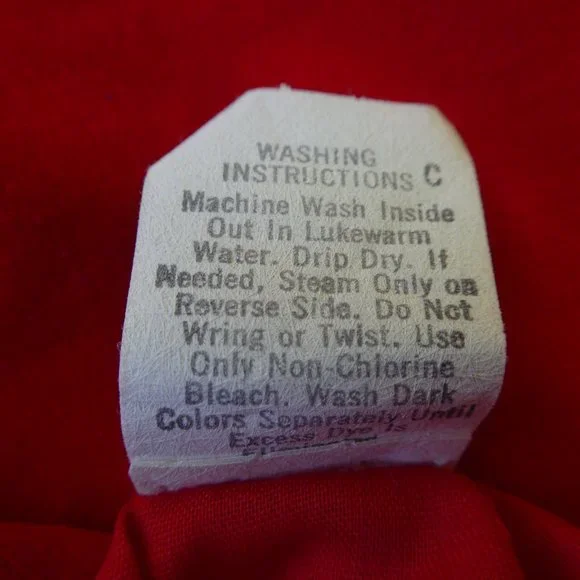 WASHING
INSTRUCTIONS C
Machine Wash Inside
Out In Lukewarm
Water. Drip Dry. If
Needed, Steam Only on
Reverse Side. Do Not
Wring or Twist. Use
Only Non-Chlorine
Bleach. Wash Dark
Colors Separately Until
Excess Dye Is